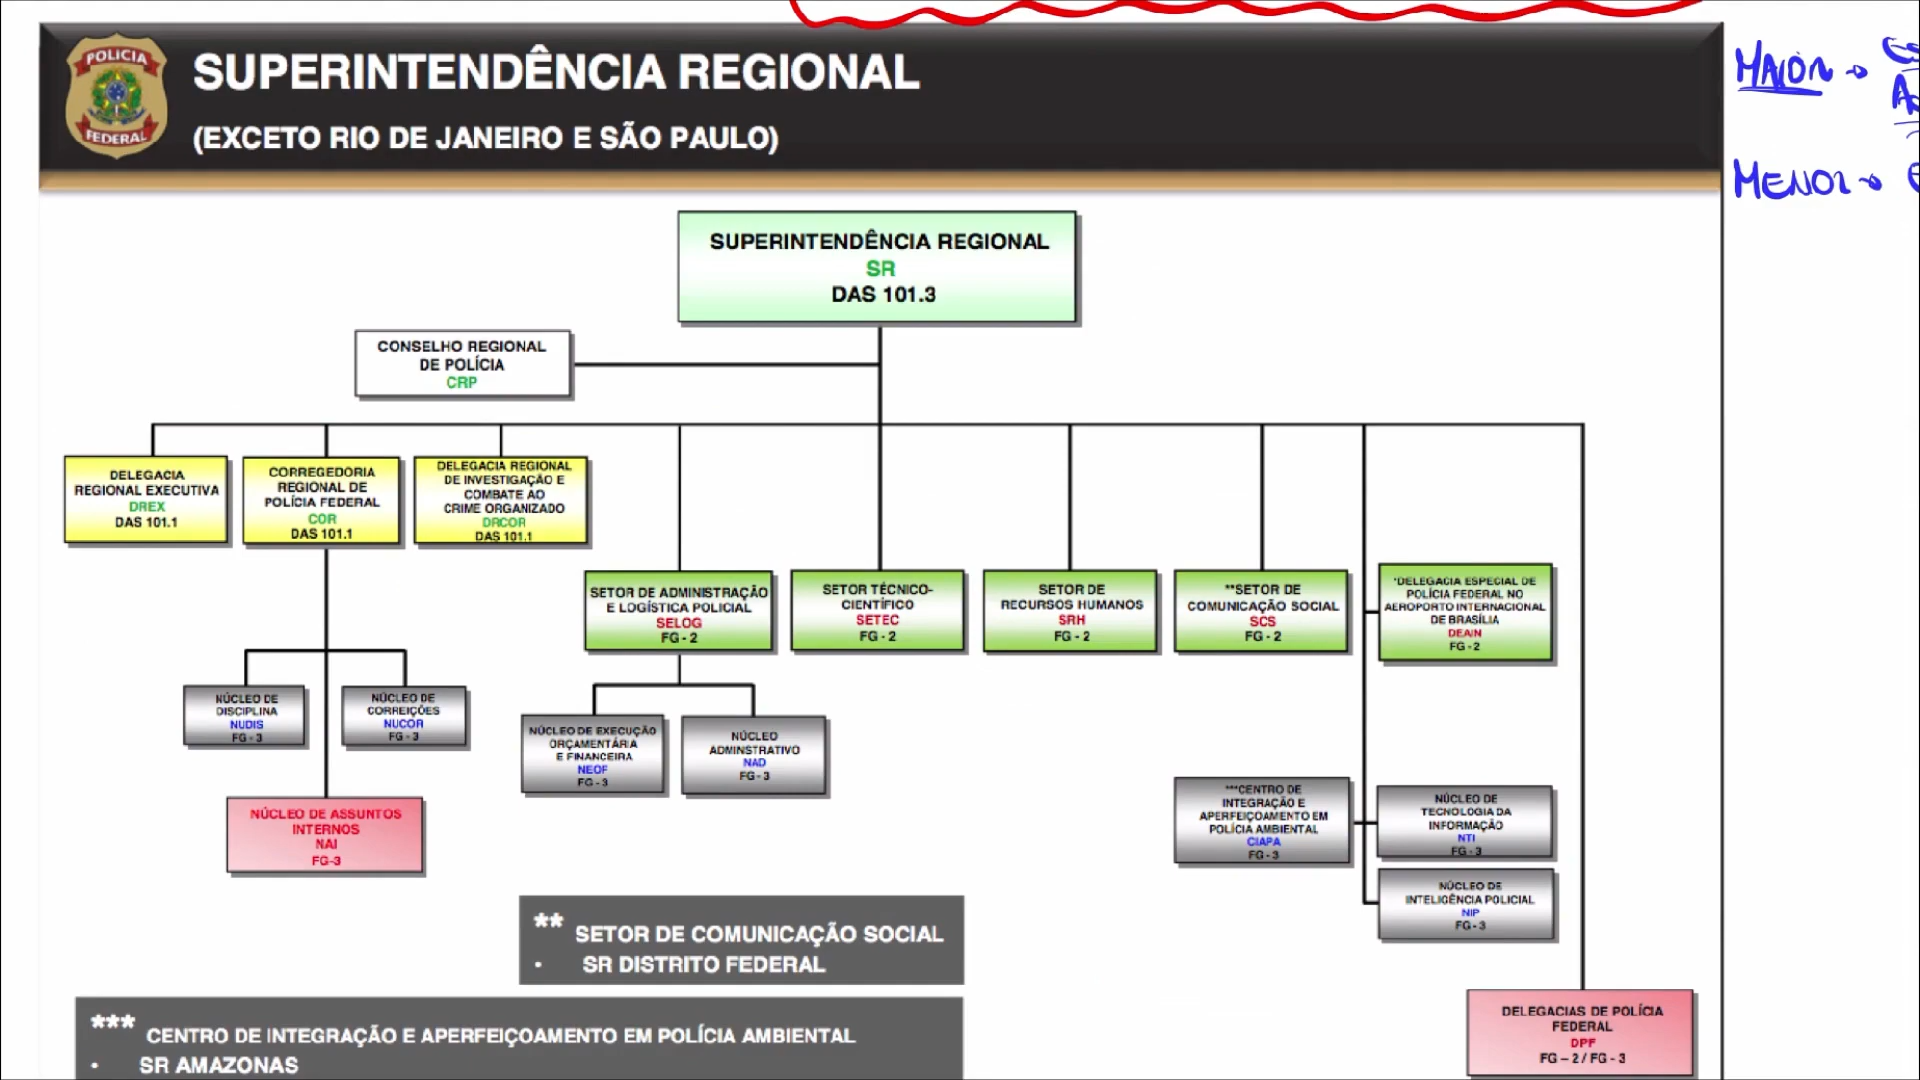 POLICIA
FEDERAL
SUPERINTENDÊNCIA REGIONAL
(EXCETO RIO DE JANEIRO E SÃO PAULO)
MAIOR →
MENOR →
SUPERINTENDÊNCIA REGIONAL
SR
DAS 101.3
CONSELHO REGIONAL
DE POLÍCIA
CRP
DELEGACIA
REGIONAL EXECUTIVA
DREX
DAS 101.1
CORREGEDORIA
REGIONAL DE
POLÍCIA FEDERAL
COR
DAS 101.1
DELEGACIA REGIONAL
DE INVESTIGAÇÃO E
COMBATE AO
CRIME ORGANIZADO
DRCOR
DAS 101.1
SETOR DE ADMINISTRAÇÃO
E LOGÍSTICA POLICIAL
SELOG
FG - 2
SETOR TÉCNICO-
CIENTÍFICO
SETEC
FG - 2
SETOR DE
RECURSOS HUMANOS
SRH
FG - 2
**SETOR DE
COMUNICAÇÃO SOCIAL
SCS
FG - 2
*DELEGACIA ESPECIAL DE
POLÍCIA FEDERAL NO
AEROPORTO INTERNACIONAL
DE BRASÍLIA
DEAIN
FG - 2
NÚCLEO DE
DISCIPLINA
NUDIS
FG - 3
NÚCLEO DE
CORREIÇÕES
NUCOR
FG - 3
NÚCLEO DE EXECUÇÃO
ORÇAMENTÁRIA
E FINANCEIRA
NEOF
FG - 3
NÚCLEO
ADMINSTRATIVO
NAD
FG - 3
NÚCLEO DE ASSUNTOS
INTERNOS
NAI
FG-3
***CENTRO DE
INTEGRAÇÃO E
APERFEIÇOAMENTO EM
POLÍCIA AMBIENTAL
CIAPA
FG - 3
NÚCLEO DE
TECNOLOGIA DA
INFORMAÇÃO
NTI
FG - 3
NÚCLEO DE
INTELIGÊNCIA POLICIAL
NIP
FG - 3
** SETOR DE COMUNICAÇÃO SOCIAL
• SR DISTRITO FEDERAL
*** CENTRO DE INTEGRAÇÃO E APERFEIÇOAMENTO EM POLÍCIA AMBIENTAL
• SR AMAZONAS
DELEGACIAS DE POLÍCIA
FEDERAL
DPF
FG – 2 / FG - 3